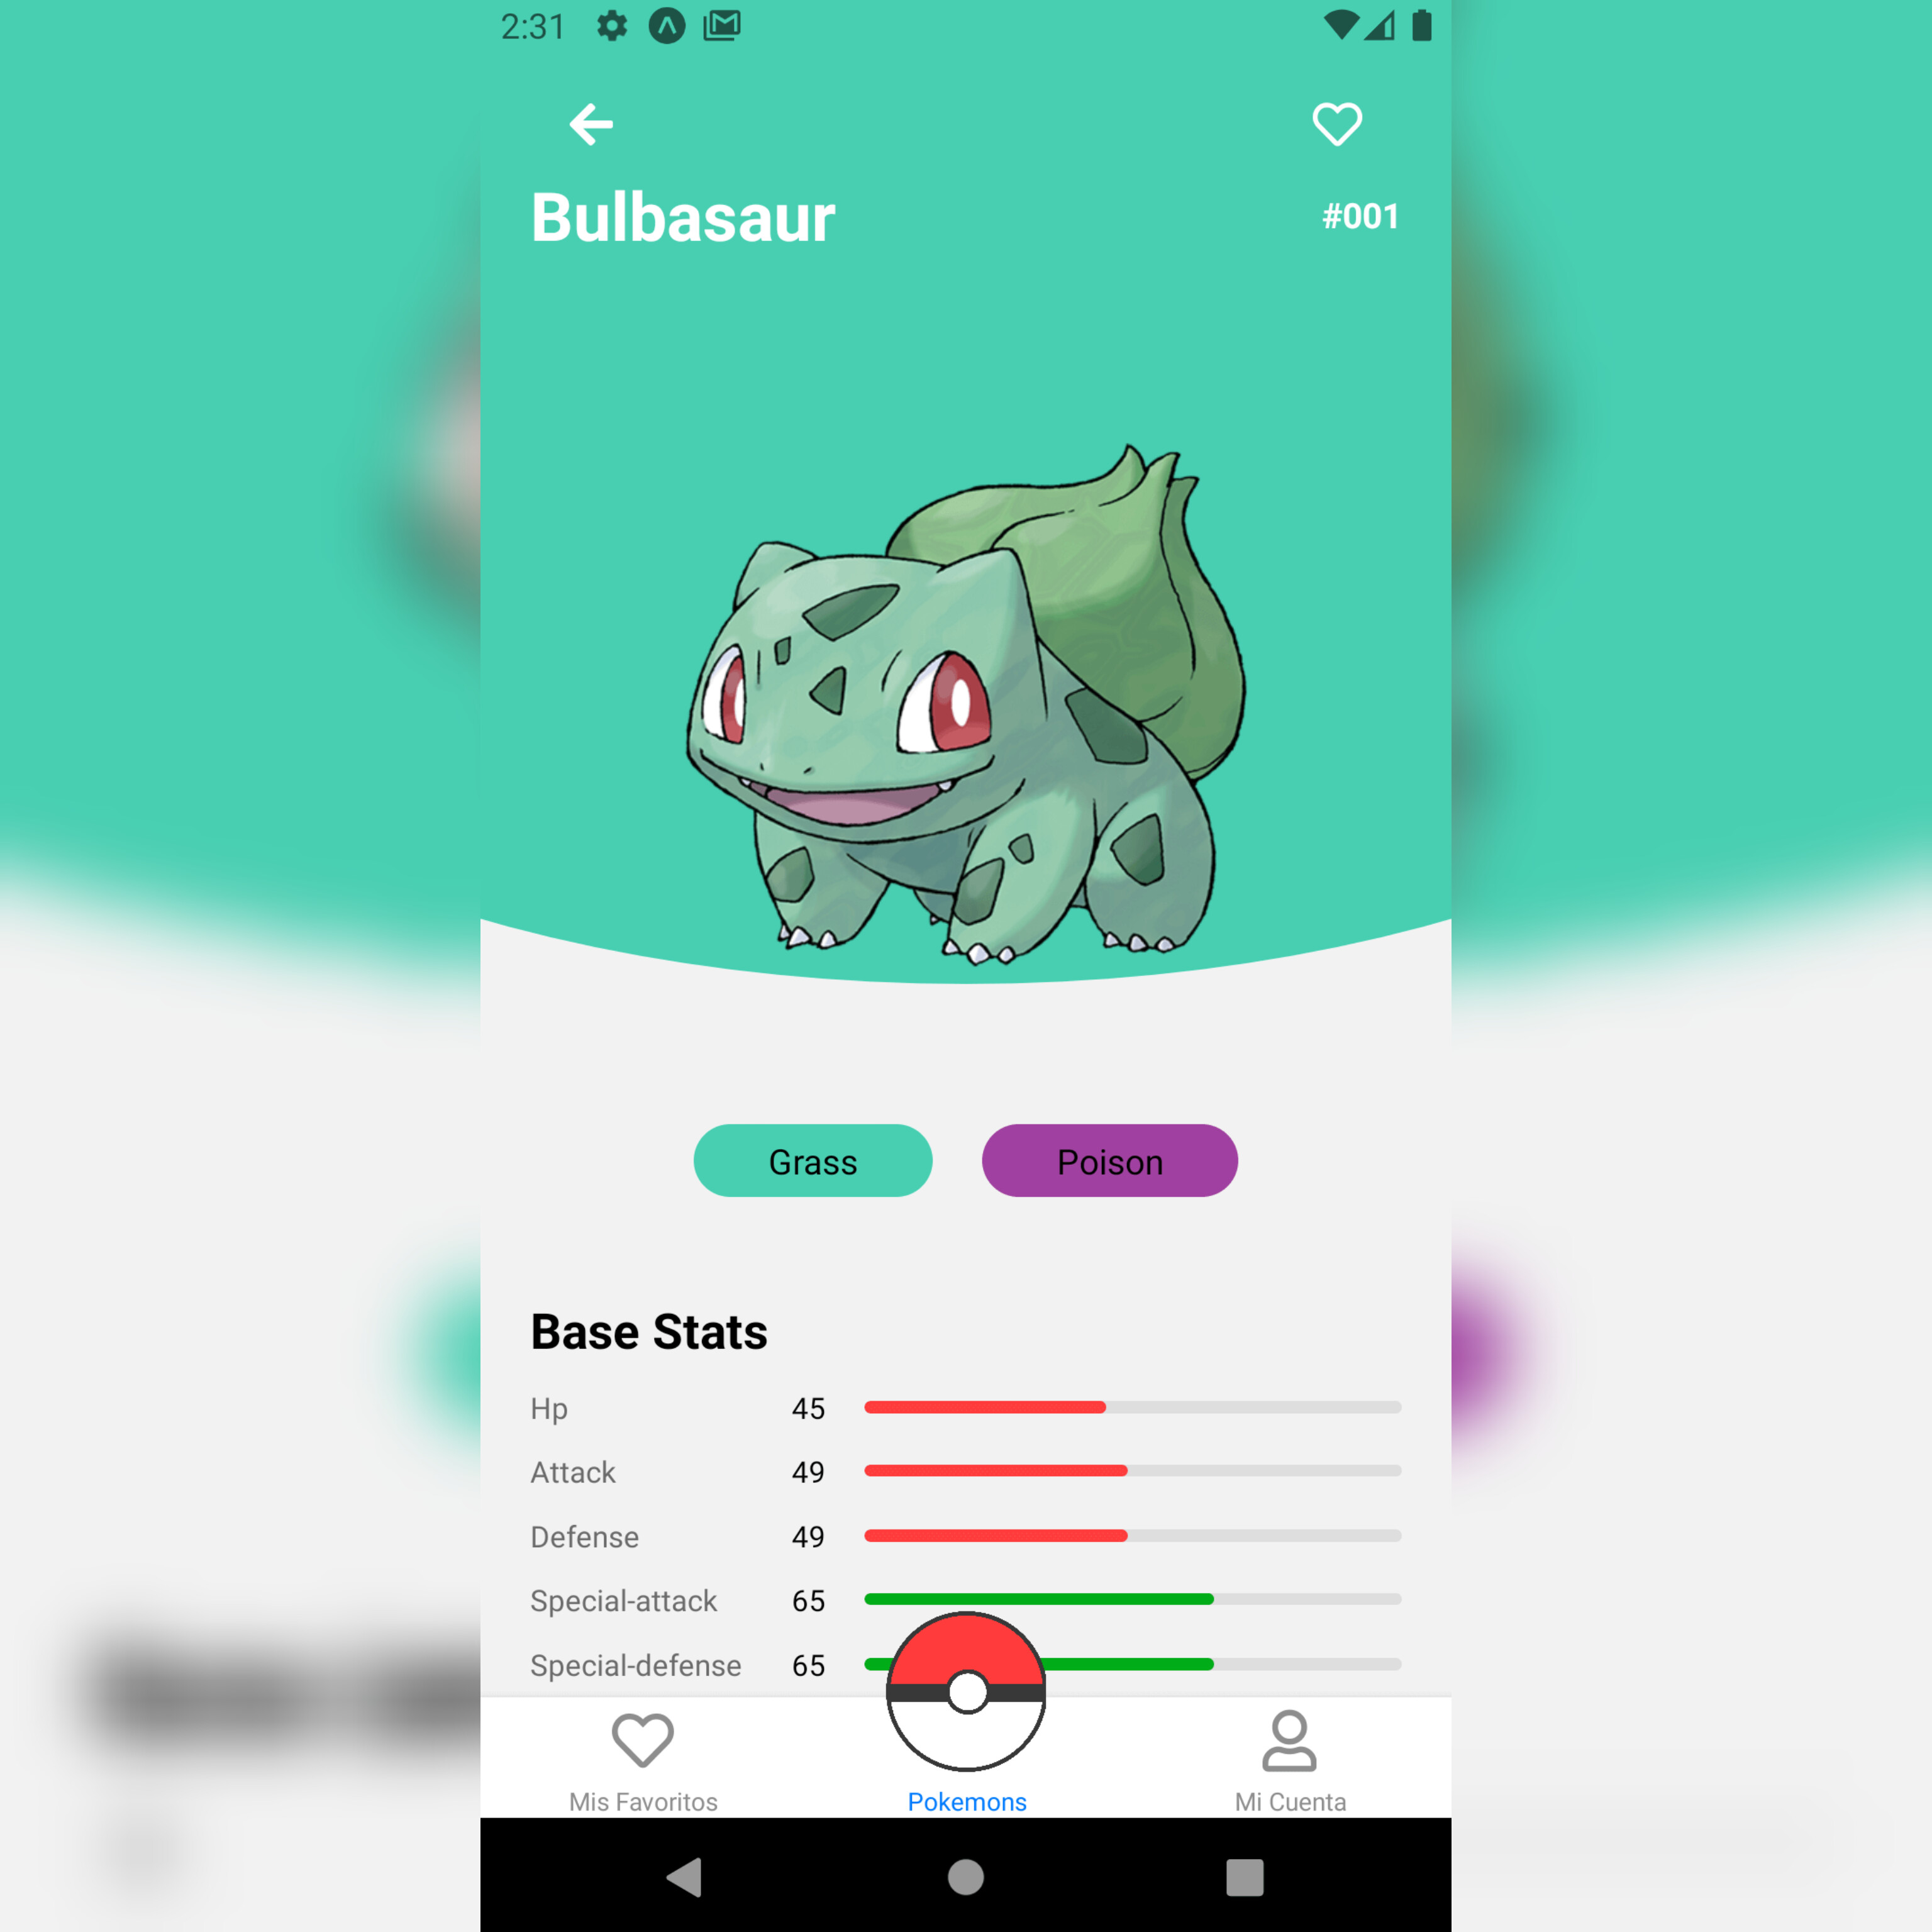 2:31
Bulbasaur #001
Grass Poison
Base Stats
Hp 45
Attack 49
Defense 49
Special-attack 65
Special-defense 65
Mis Favoritos Pokemons Mi Cuenta